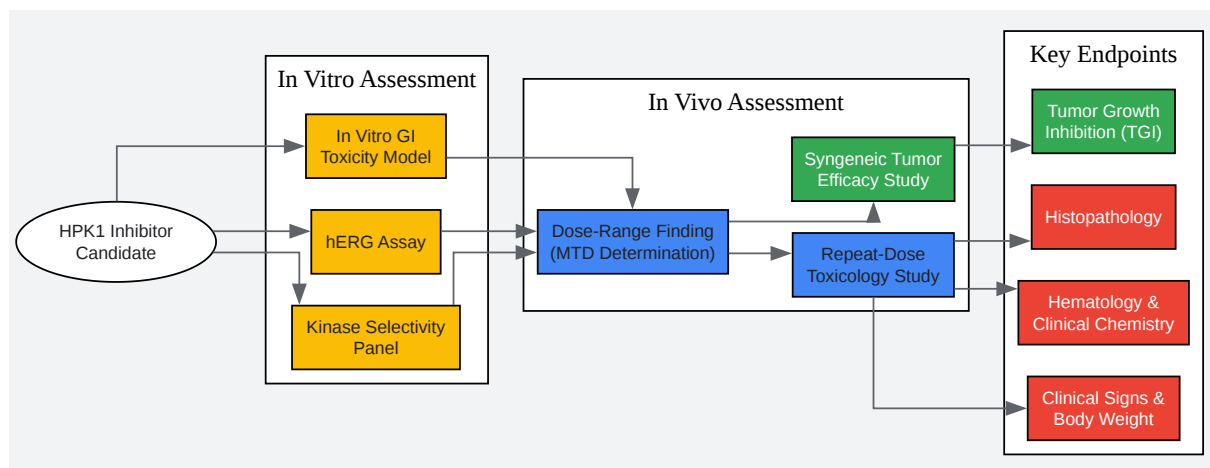 HPK1 Inhibitor
Candidate
In Vitro Assessment
In Vitro GI
Toxicity Model
hERG Assay
Kinase Selectivity
Panel
In Vivo Assessment
Dose-Range Finding
(MTD Determination)
Syngeneic Tumor
Efficacy Study
Repeat-Dose
Toxicology Study
Key Endpoints
Tumor Growth
Inhibition (TGI)
Histopathology
Hematology &
Clinical Chemistry
Clinical Signs &
Body Weight